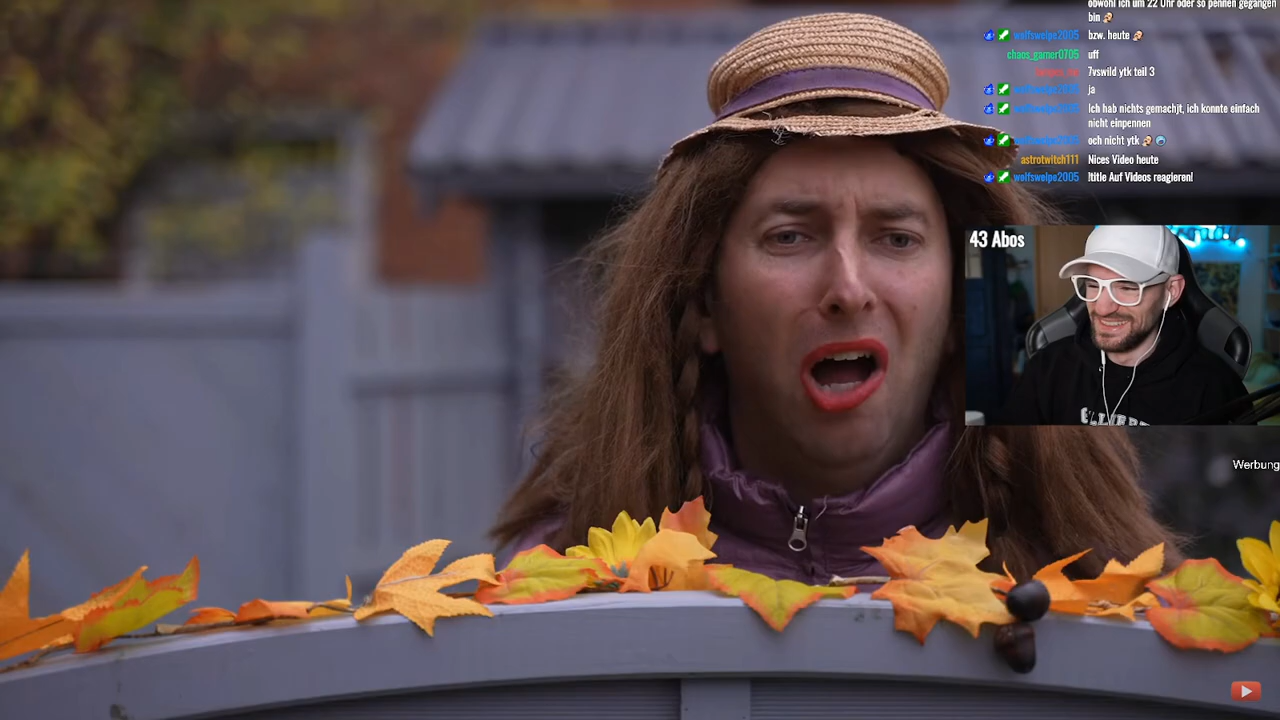 obwohl ich um 22 Uhr oder so pennen gegangen
bin
wolfswelpe2005 bzw. heute
chaos_gamer0705 uff
7vswild ytk teil 3
wolfswelpe2005 ja
wolfswelpe2005 Ich hab nichts gemachjt, ich konnte einfach
nicht einpennen
wolfswelpe2005 och nicht ytk
astrotwitch111 Nices Video heute
wolfswelpe2005 !title Auf Videos reagieren!
43 Abos
Werbung